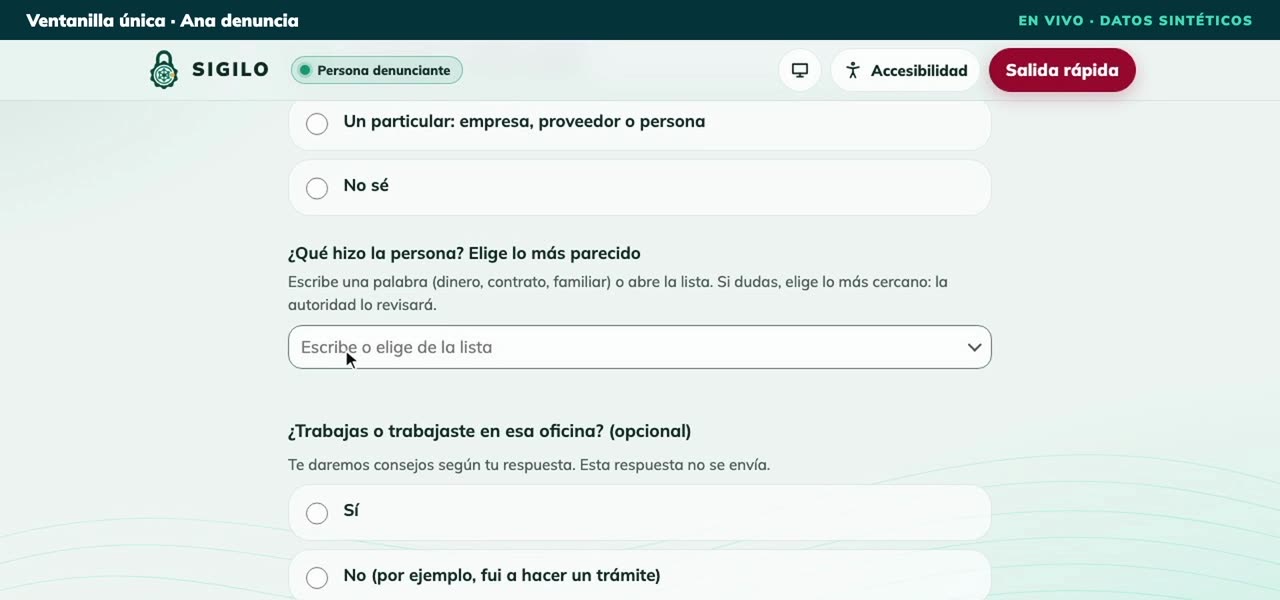 Ventanilla única · Ana denuncia
EN VIVO · DATOS SINTÉTICOS
SIGILO
Persona denunciante
Accesibilidad
Salida rápida
Un particular: empresa, proveedor o persona
No sé
¿Qué hizo la persona? Elige lo más parecido
Escribe una palabra (dinero, contrato, familiar) o abre la lista. Si dudas, elige lo más cercano: la
autoridad lo revisará.
Escribe o elige de la lista
¿Trabajas o trabajaste en esa oficina? (opcional)
Te daremos consejos según tu respuesta. Esta respuesta no se envía.
Sí
No (por ejemplo, fui a hacer un trámite)